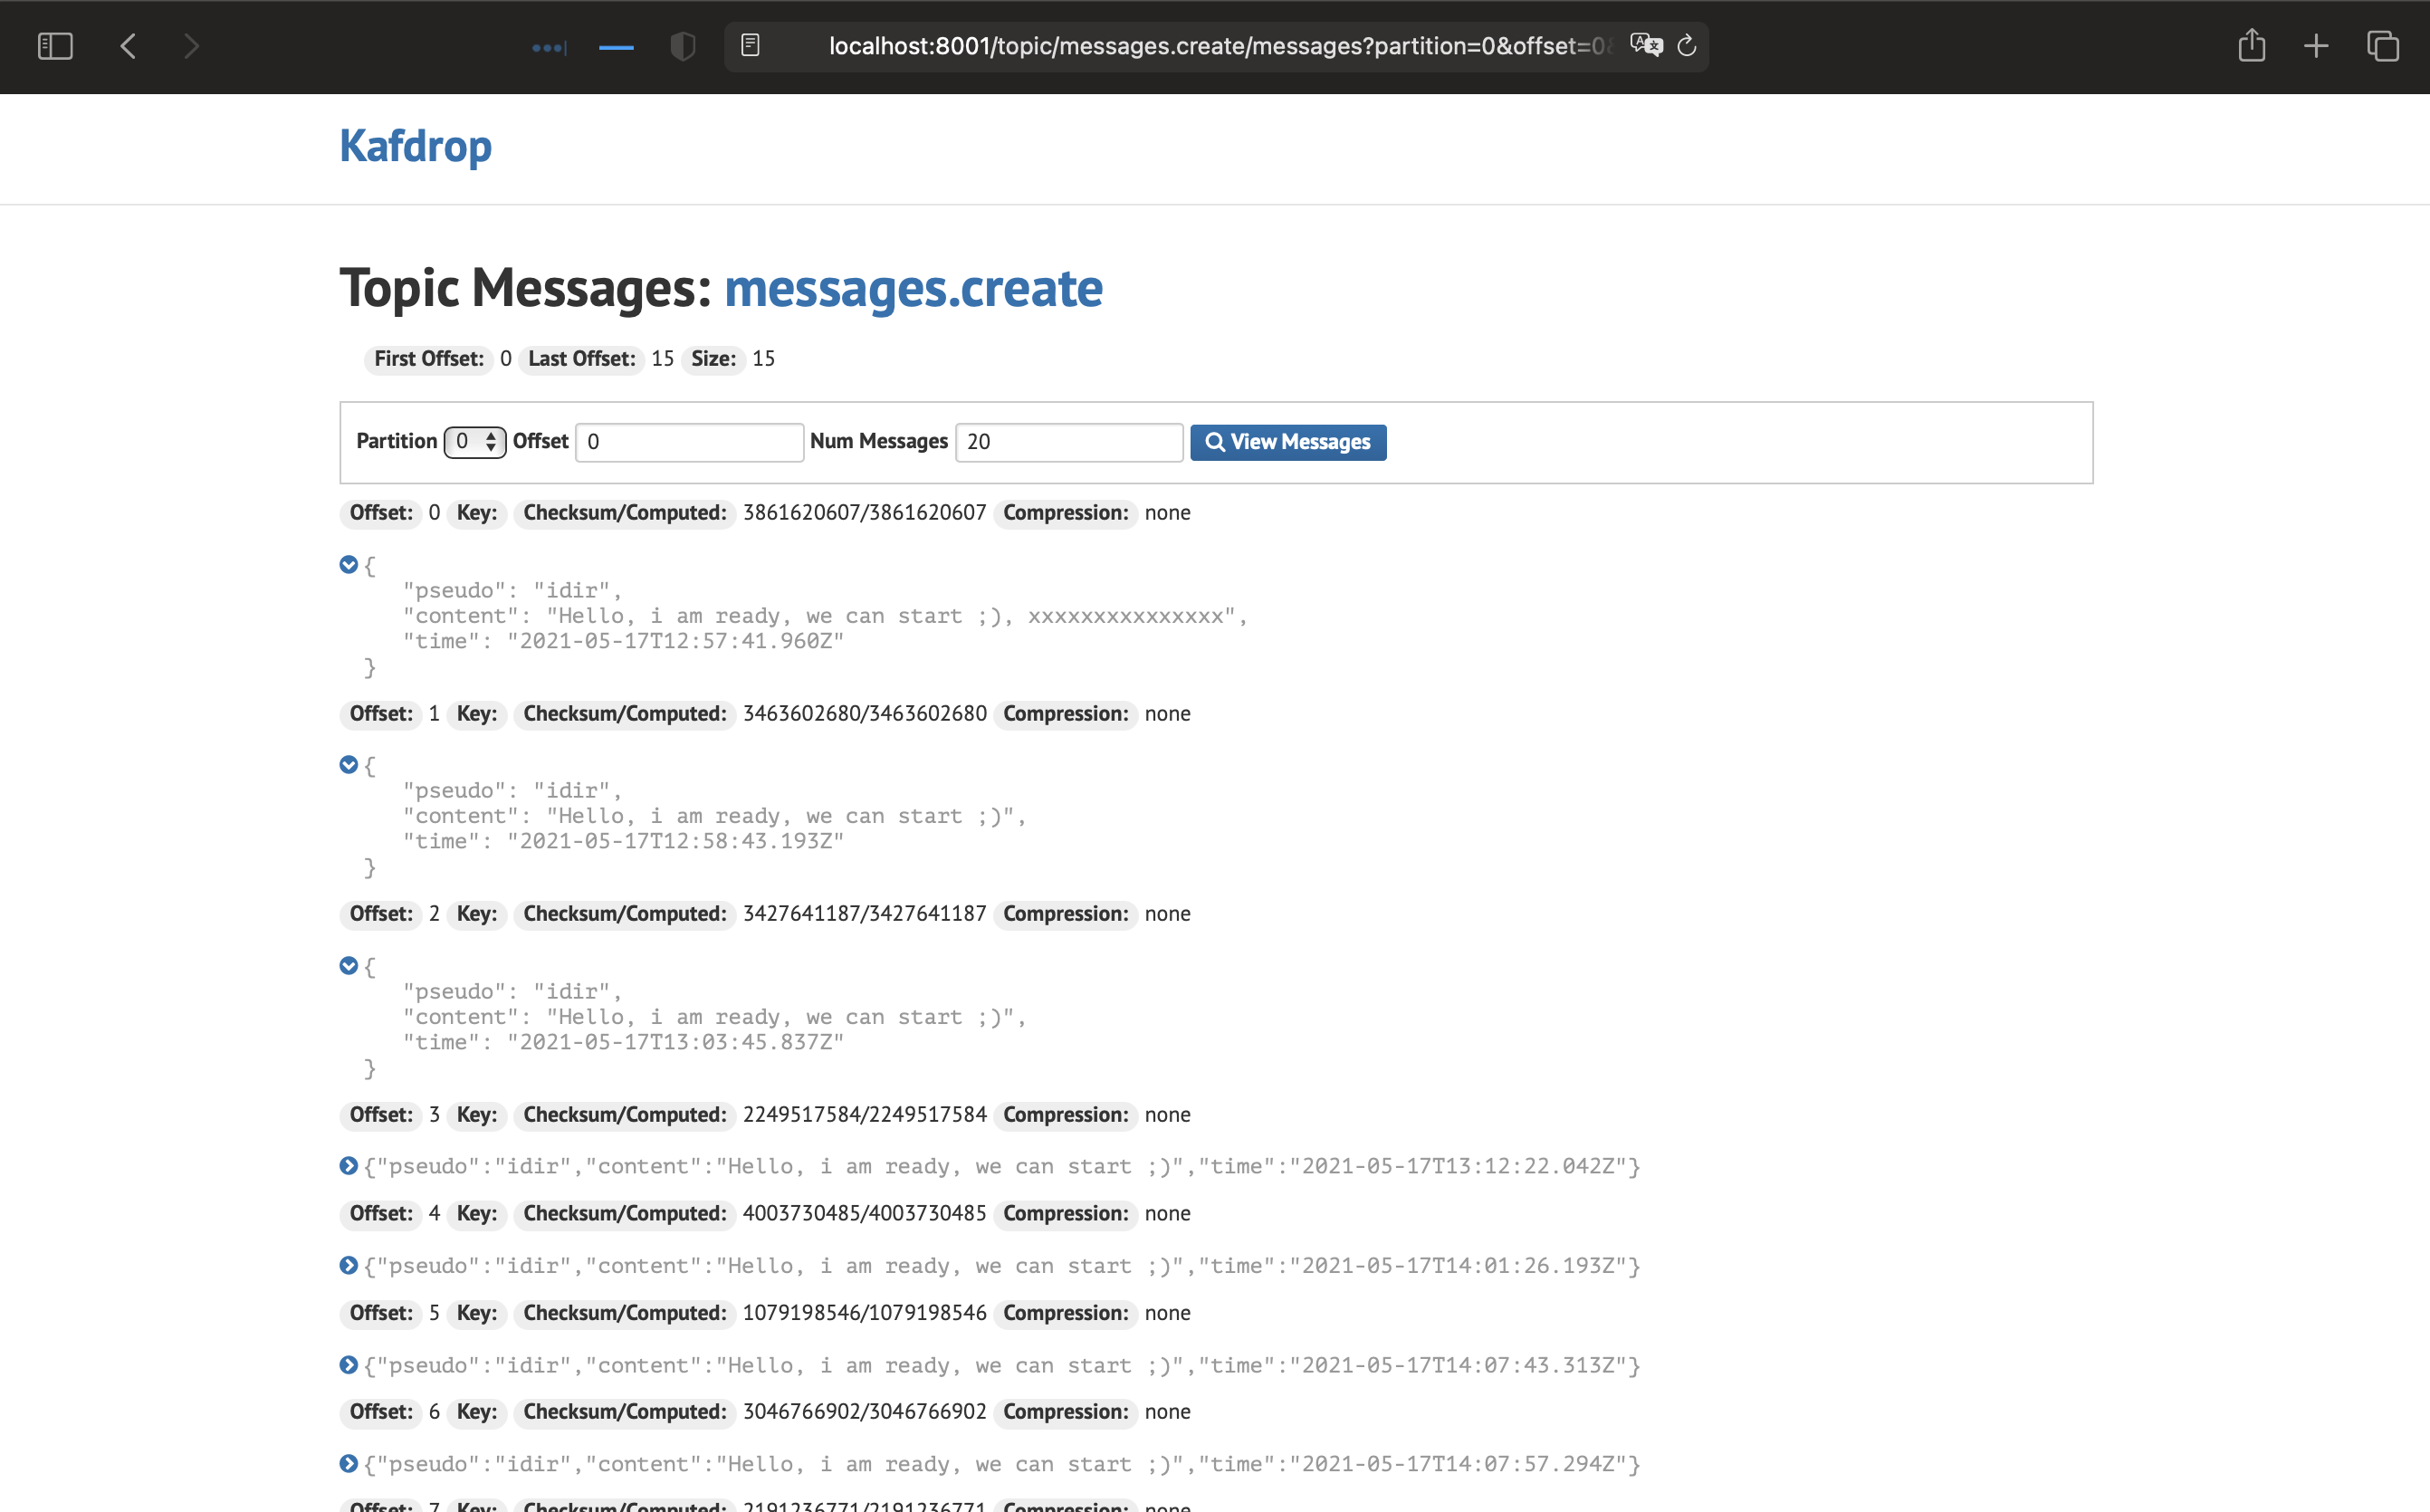 localhost:8001/topic/messages.create/messages?partition=0&offset=0
Kafdrop
Topic Messages: messages.create
First Offset: 0 Last Offset: 15 Size: 15
Partition 0 Offset 0 Num Messages 20 View Messages
Offset: 0 Key: Checksum/Computed: 3861620607/3861620607 Compression: none
{
"pseudo": "idir",
"content": "Hello, i am ready, we can start ;), xxxxxxxxxxxxxxx",
"time": "2021-05-17T12:57:41.960Z"
}
Offset: 1 Key: Checksum/Computed: 3463602680/3463602680 Compression: none
{
"pseudo": "idir",
"content": "Hello, i am ready, we can start ;)",
"time": "2021-05-17T12:58:43.193Z"
}
Offset: 2 Key: Checksum/Computed: 3427641187/3427641187 Compression: none
{
"pseudo": "idir",
"content": "Hello, i am ready, we can start ;)",
"time": "2021-05-17T13:03:45.837Z"
}
Offset: 3 Key: Checksum/Computed: 2249517584/2249517584 Compression: none
{"pseudo":"idir","content":"Hello, i am ready, we can start ;)","time":"2021-05-17T13:12:22.042Z"}
Offset: 4 Key: Checksum/Computed: 4003730485/4003730485 Compression: none
{"pseudo":"idir","content":"Hello, i am ready, we can start ;)","time":"2021-05-17T14:01:26.193Z"}
Offset: 5 Key: Checksum/Computed: 1079198546/1079198546 Compression: none
{"pseudo":"idir","content":"Hello, i am ready, we can start ;)","time":"2021-05-17T14:07:43.313Z"}
Offset: 6 Key: Checksum/Computed: 3046766902/3046766902 Compression: none
{"pseudo":"idir","content":"Hello, i am ready, we can start ;)","time":"2021-05-17T14:07:57.294Z"}
Offset: 7 Key: Checksum/Computed: 2191236771/2191236771 Compression: none